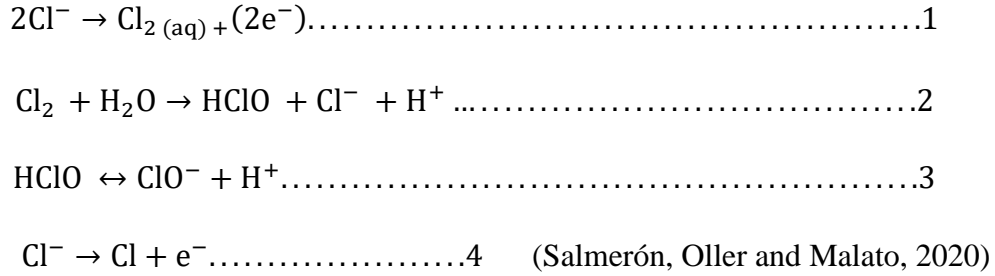 2Cl⁻ → Cl₂ (aq) + (2e⁻)……………………………………………………1
Cl₂ + H₂O → HClO + Cl⁻ + H⁺ ...……………………………………2
HClO ↔ ClO⁻ + H⁺……………………………………………………3
Cl⁻ → Cl + e⁻……………………4 (Salmerón, Oller and Malato, 2020)